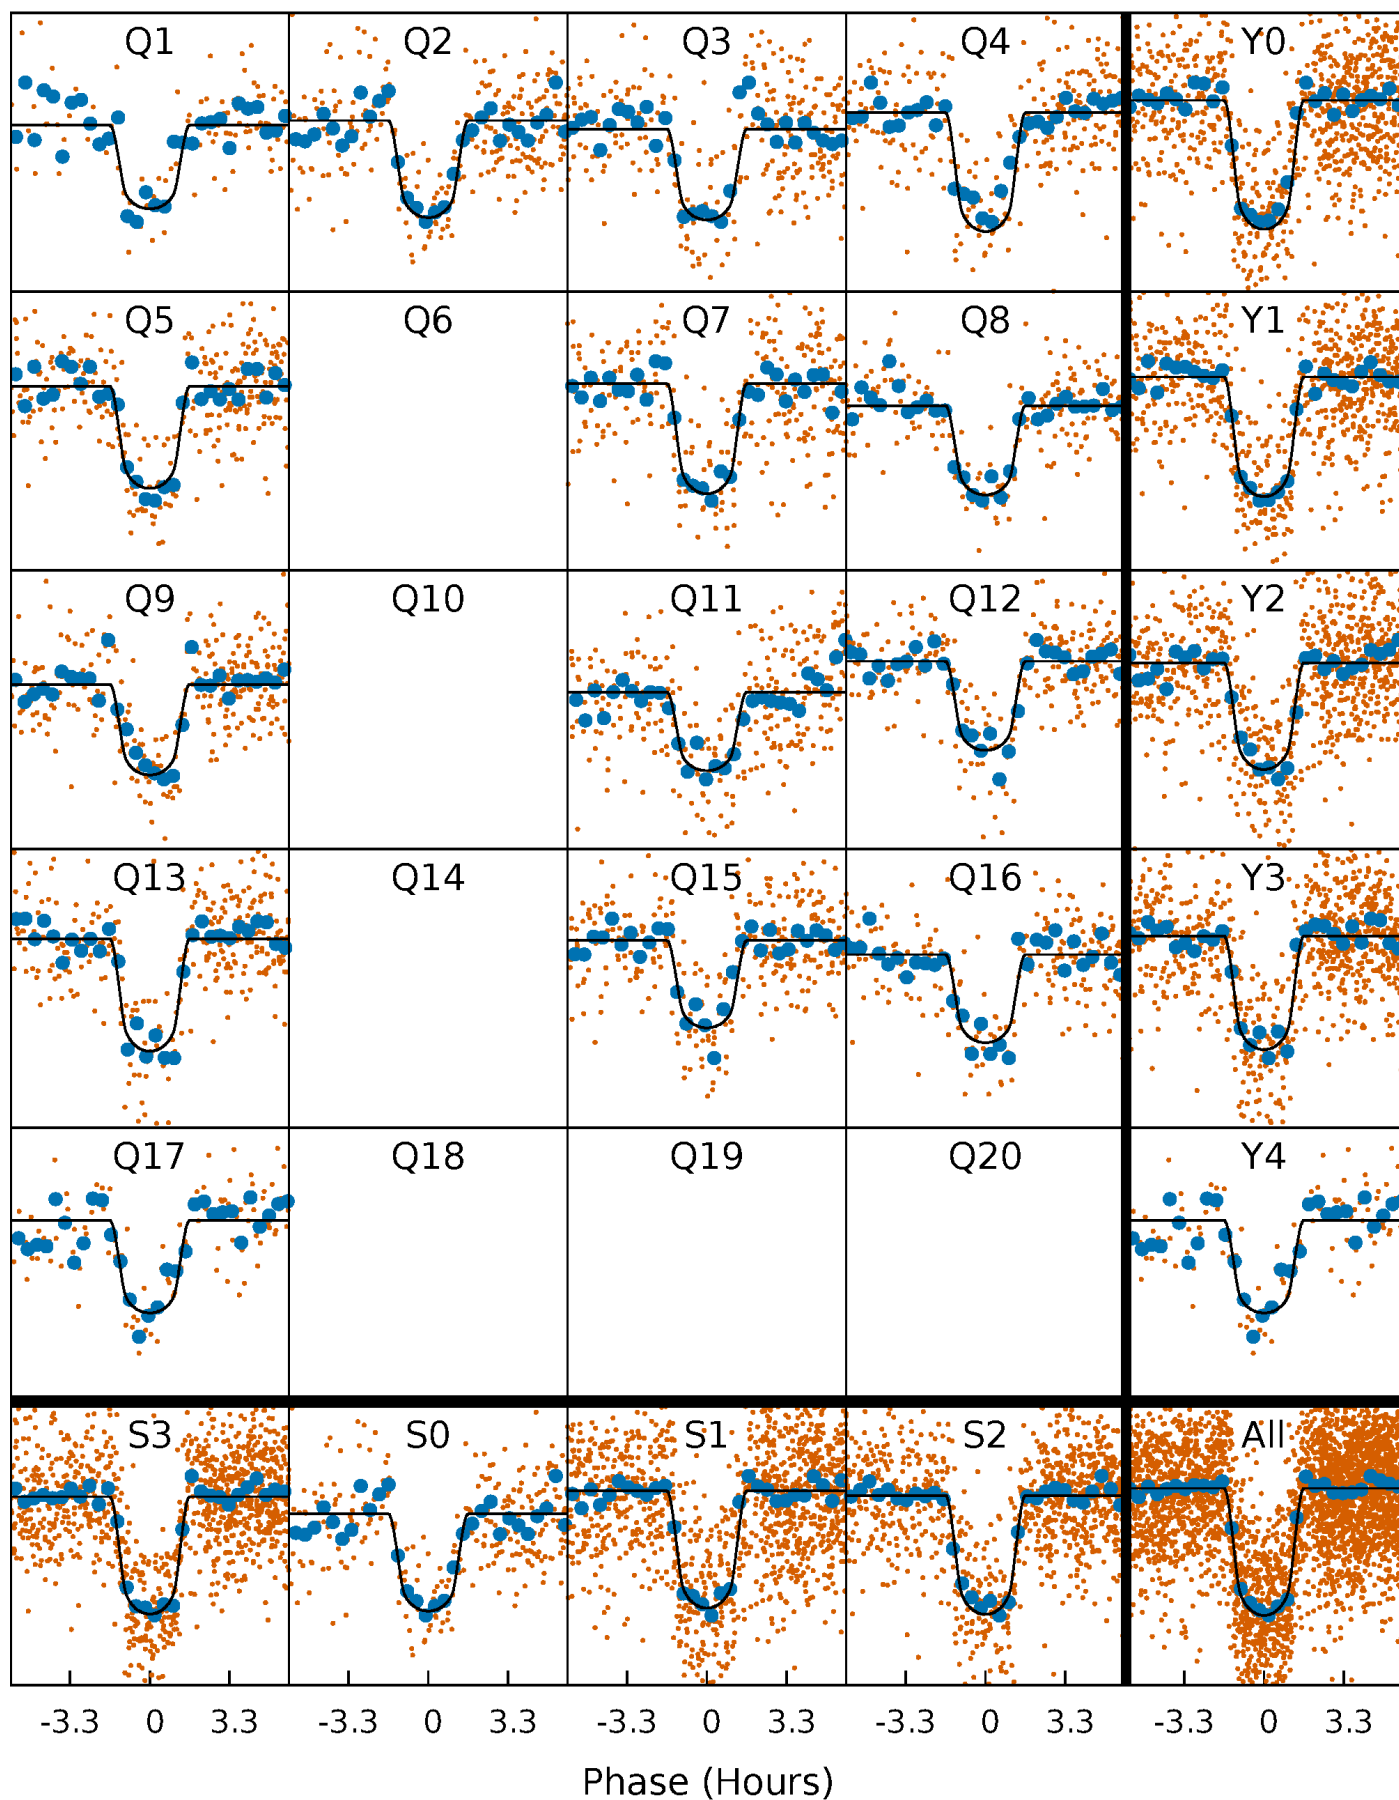 Q1 Q2 Q3 Q4 Y0
Q5 Q6 Q7 Q8 Y1
Q9 Q10 Q11 Q12 Y2
Q13 Q14 Q15 Q16 Y3
Q17 Q18 Q19 Q20 Y4
S3 S0 S1 S2 All
-3.3 0 3.3 -3.3 0 3.3 -3.3 0 3.3 -3.3 0 3.3 -3.3 0 3.3
Phase (Hours)